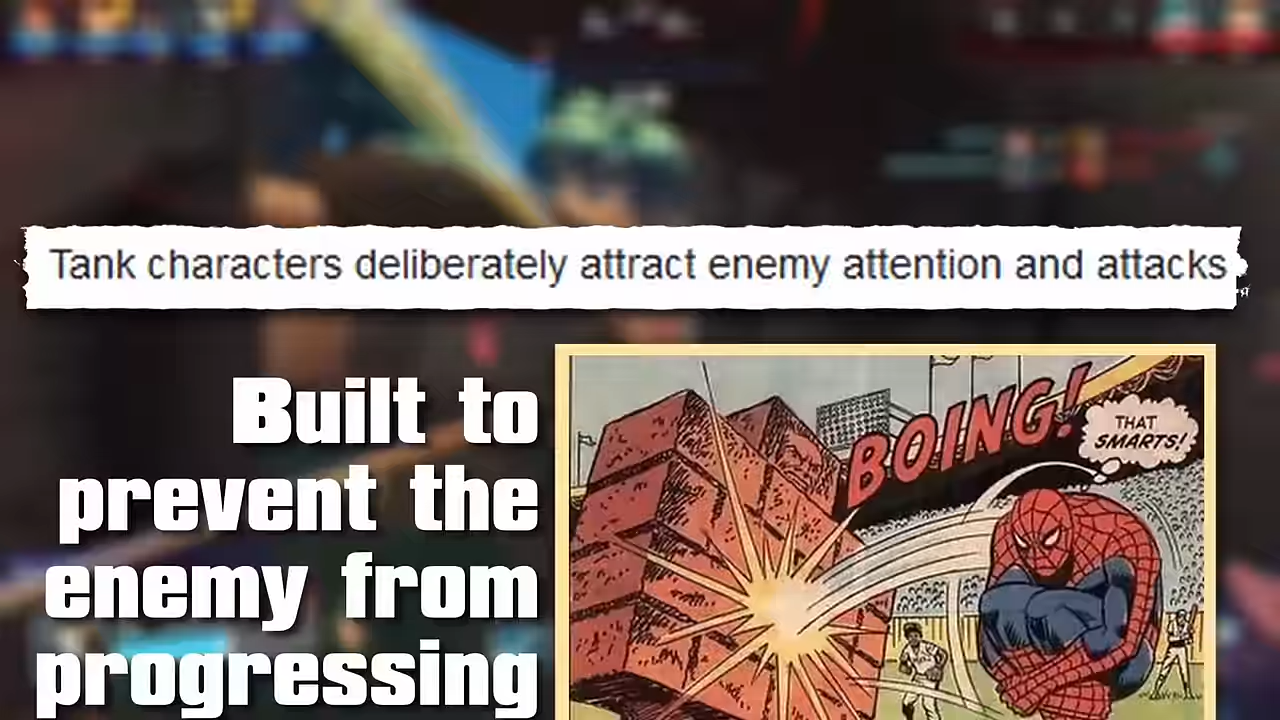 Tank characters deliberately attract enemy attention and attacks
Built to
prevent the
enemy from
progressing
BOING!
THAT
SMARTS!